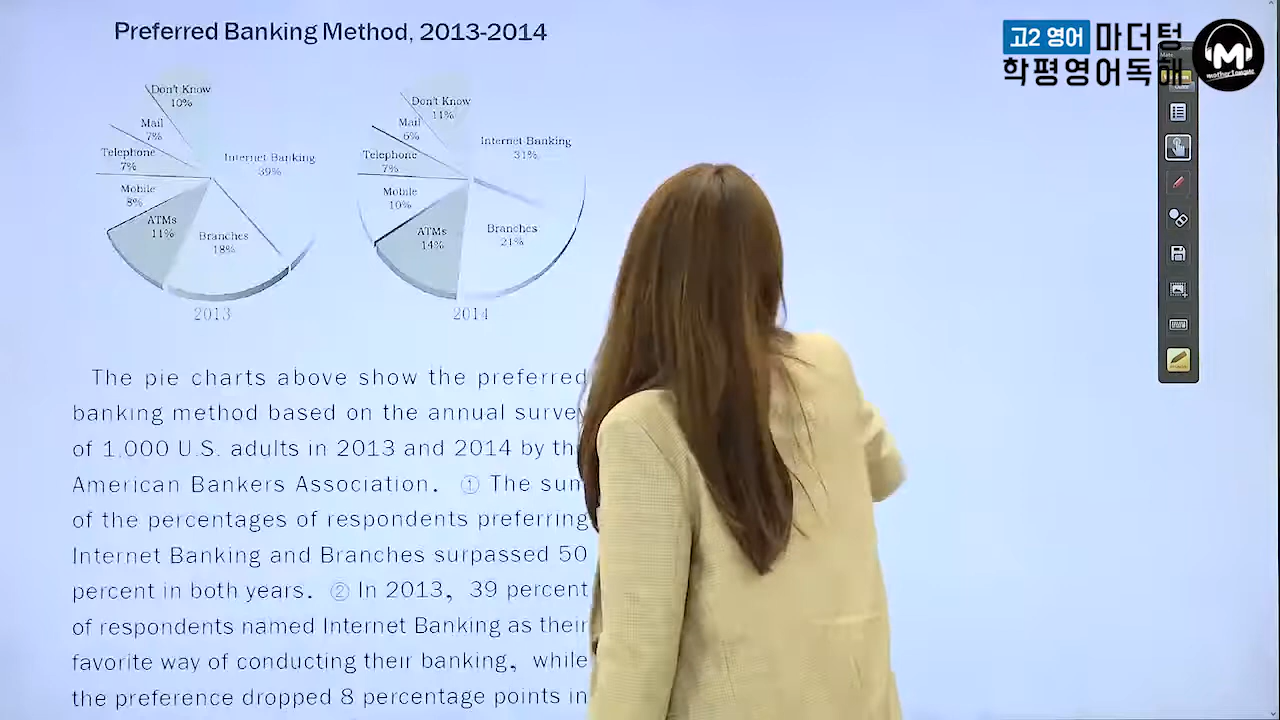 Preferred Banking Method, 2013-2014
고2 영어 마더텅
학평영어독해
M
mother tongue
Don't Know
10%
Mail
7%
Telephone
7%
Mobile
8%
ATMs
11%
Branches
18%
Internet Banking
39%
2013
Don't Know
11%
Mail
6%
Telephone
7%
Mobile
10%
ATMs
14%
Branches
21%
Internet Banking
31%
2014
The pie charts above show the preferred
banking method based on the annual survey
of 1,000 U.S. adults in 2013 and 2014 by
American Bankers Association. ① The
of the percentages of respondents preferring
Internet Banking and Branches surpassed 50
percent in both years. ② In 2013, 39 percent
of respondents named Internet Banking as their
favorite way of conducting their banking, while
the preference dropped 8 percentage points in